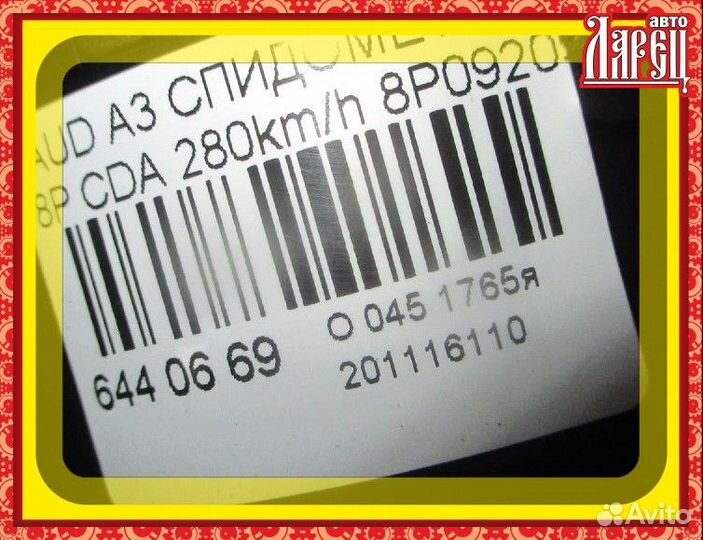 авто
Ларец
AUD A3 СПИДОМЕ
8P CDA 280km/h 8P0920
644 06 69
O 045 1765я
201116110
Avito